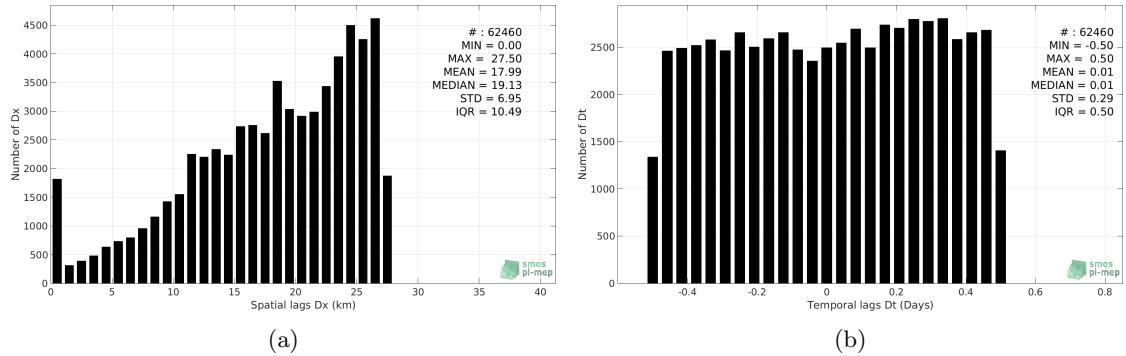 4500
4000
3500
3000
2500
2000
1500
1000
500
0
Number of Dx
# : 62460
MIN = 0.00
MAX = 27.50
MEAN = 17.99
MEDIAN = 19.13
STD = 6.95
IQR = 10.49
smos
pi-mep
0 5 10 15 20 25 30 35 40
Spatial lags Dx (km)
(a)
2500
2000
1500
1000
500
0
Number of Dt
# : 62460
MIN = -0.50
MAX = 0.50
MEAN = 0.01
MEDIAN = 0.01
STD = 0.29
IQR = 0.50
smos
pi-mep
-0.4 -0.2 0 0.2 0.4 0.6 0.8
Temporal lags Dt (Days)
(b)